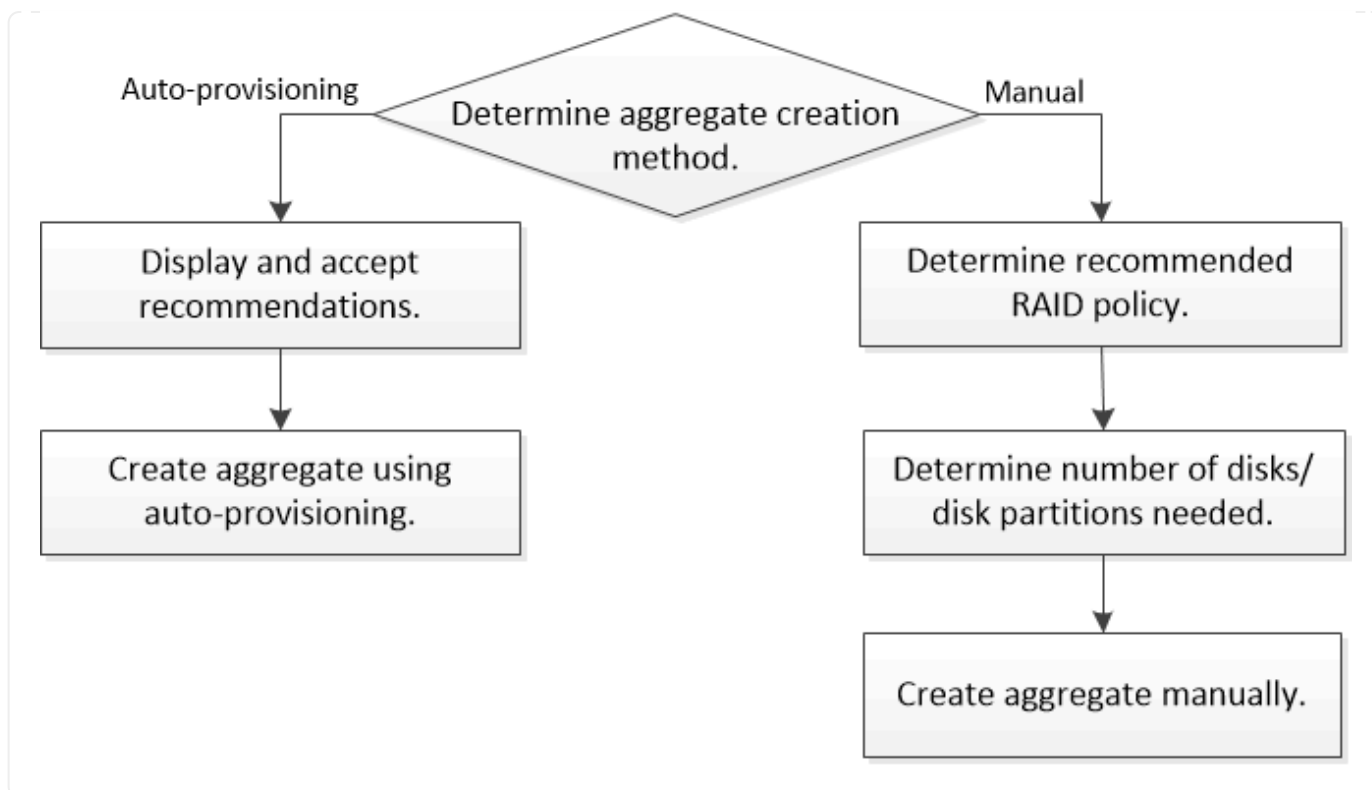 Auto-provisioning
Determine aggregate creation
method.
Manual
Display and accept
recommendations.
Create aggregate using
auto-provisioning.
Determine recommended
RAID policy.
Determine number of disks/
disk partitions needed.
Create aggregate manually.